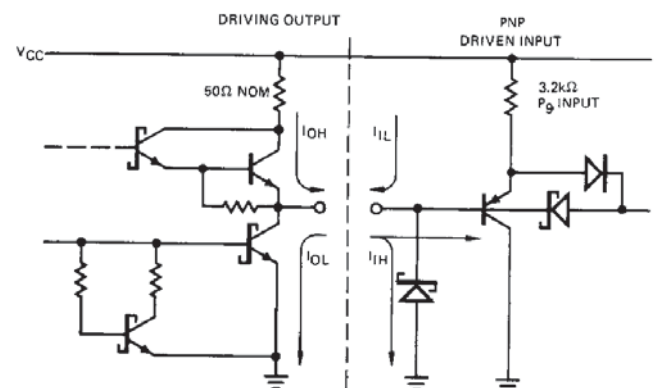 DRIVING OUTPUT
PNP
DRIVEN INPUT
VCC
50Ω NOM
3.2kΩ
P9 INPUT
IOH
IIL
IOL
IIH